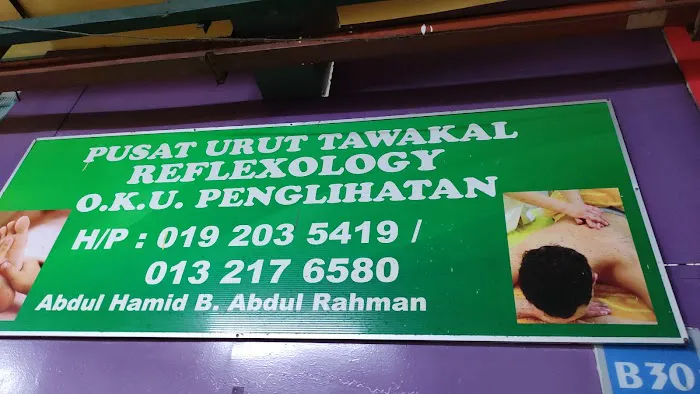 PUSAT URUT TAWAKAL
REFLEXOLOGY
O.K.U. PENGLIHATAN
H/P : 019 203 5419 /
013 217 6580
Abdul Hamid B. Abdul Rahman
B30